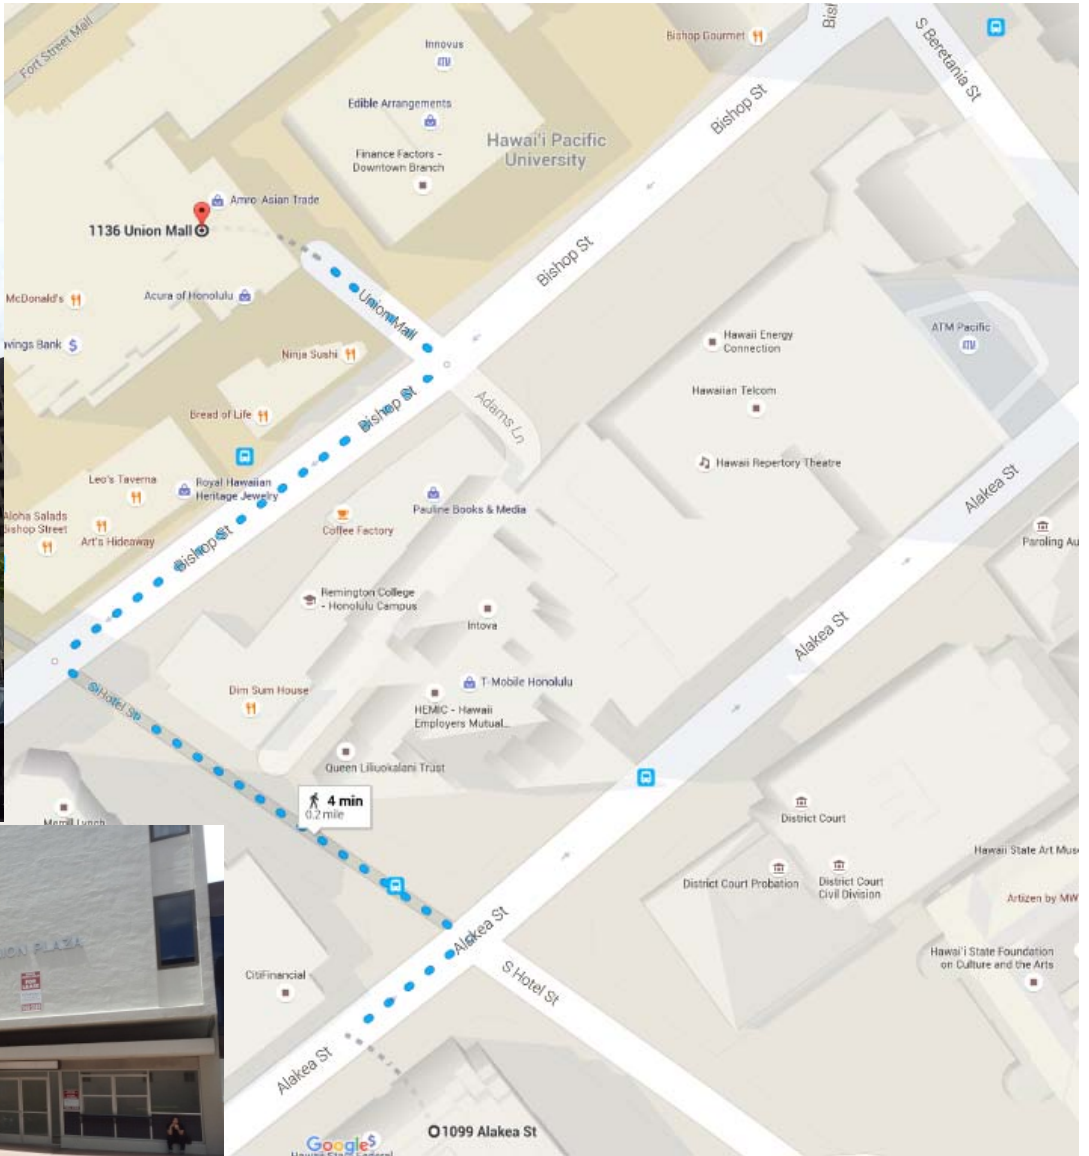 Fort Street Mall
Innovus
Bishop Gourmet
S Beretania St
Edible Arrangements
Bishop St
Hawai'i Pacific
University
Finance Factors -
Downtown Branch
Amro-Asian Trade
1136 Union Mall
Bishop St
McDonald's
Acura of Honolulu
Union Mall
ATM Pacific
Hawaii Energy
Connection
Ninja Sushi
Hawaiian Telcom
Adams Ln
Bishop St
Bread of Life
Hawaii Repertory Theatre
Alakea St
Leo's Taverna
Royal Hawaiian
Heritage Jewelry
Pauline Books & Media
Aloha Salads
Bishop Street
Coffee Factory
Art's Hideaway
Bishop St
Remington College
- Honolulu Campus
Intova
Alakea St
T-Mobile Honolulu
Dim Sum House
S Hotel St
HEMIC - Hawaii
Employers Mutual...
Queen Liliuokalani Trust
4 min
0.2 mile
Merrill Lynch
District Court
District Court Probation
District Court
Civil Division
Hawaii State Art
Artizen by MW
Alakea St
Hawai'i State Foundation
on Culture and the Arts
CitiFinancial
S Hotel St
PLAZA
Alakea St
1099 Alakea St
Google